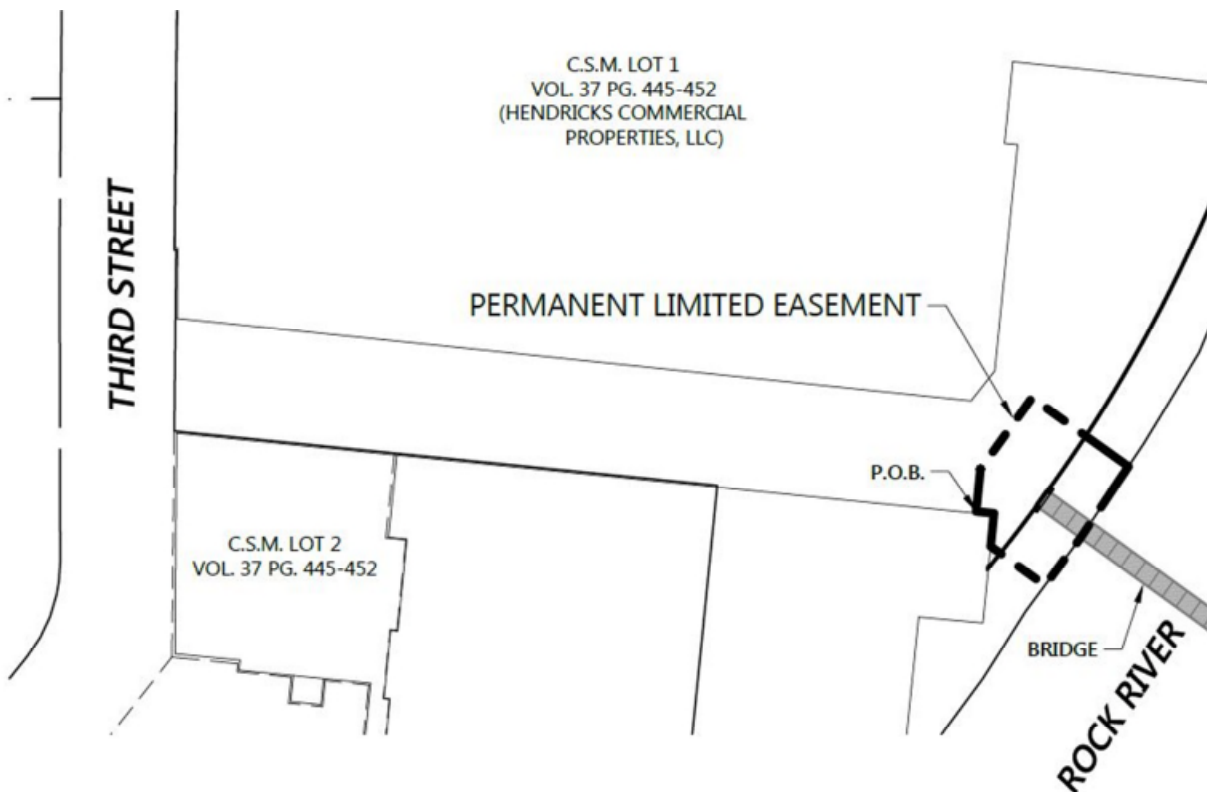 C.S.M. LOT 1
VOL. 37 PG. 445-452
(HENDRICKS COMMERCIAL
PROPERTIES, LLC)
THIRD STREET
PERMANENT LIMITED EASEMENT
P.O.B.
C.S.M. LOT 2
VOL. 37 PG. 445-452
BRIDGE
ROCK RIVER